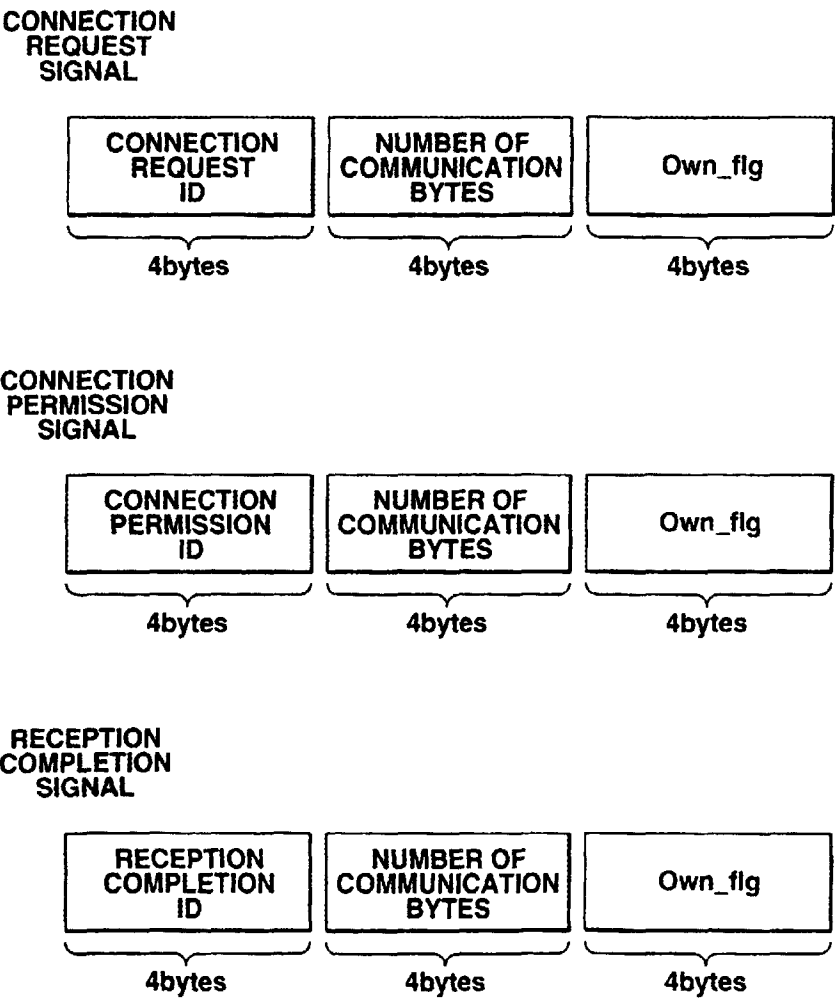 CONNECTION
REQUEST
SIGNAL
CONNECTION
REQUEST
ID
NUMBER OF
COMMUNICATION
BYTES
Own_flg
4bytes
4bytes
4bytes
CONNECTION
PERMISSION
SIGNAL
CONNECTION
PERMISSION
ID
NUMBER OF
COMMUNICATION
BYTES
Own_flg
4bytes
4bytes
4bytes
RECEPTION
COMPLETION
SIGNAL
RECEPTION
COMPLETION
ID
NUMBER OF
COMMUNICATION
BYTES
Own_flg
4bytes
4bytes
4bytes